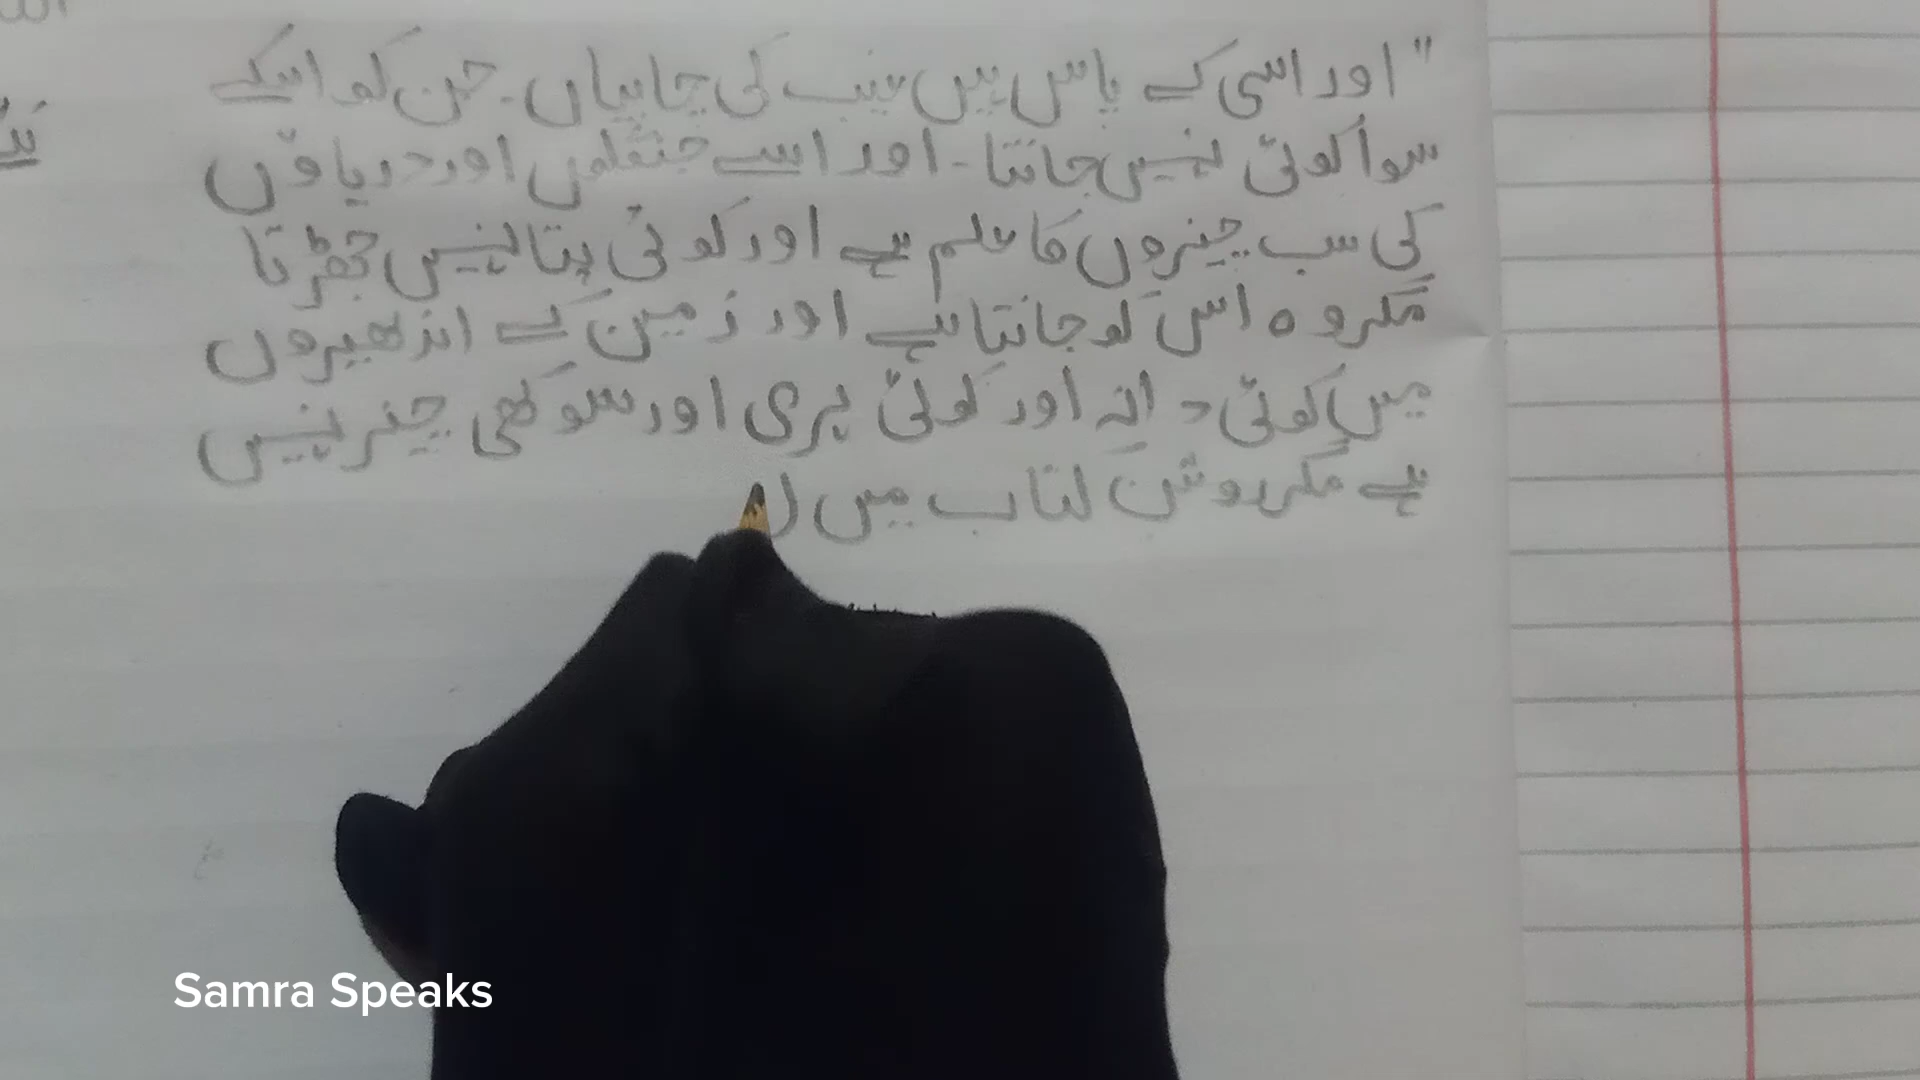 " اور اسی کے پاس ہیں غیب کی چابیاں۔ جن کو اسکے
سوا کوئی نہیں جانتا۔ اور اسے جنگلوں اور دریاؤں
کی سب چیزوں کا علم ہے اور کوئی پتا نہیں جھڑتا
مگر وہ اس کو جانتا ہے اور زمین کے اندھیروں
میں کوئی دانہ اور کوئی ہری اور سوکھی چیز نہیں
ہے مگر روشن کتاب میں (
Samra Speaks